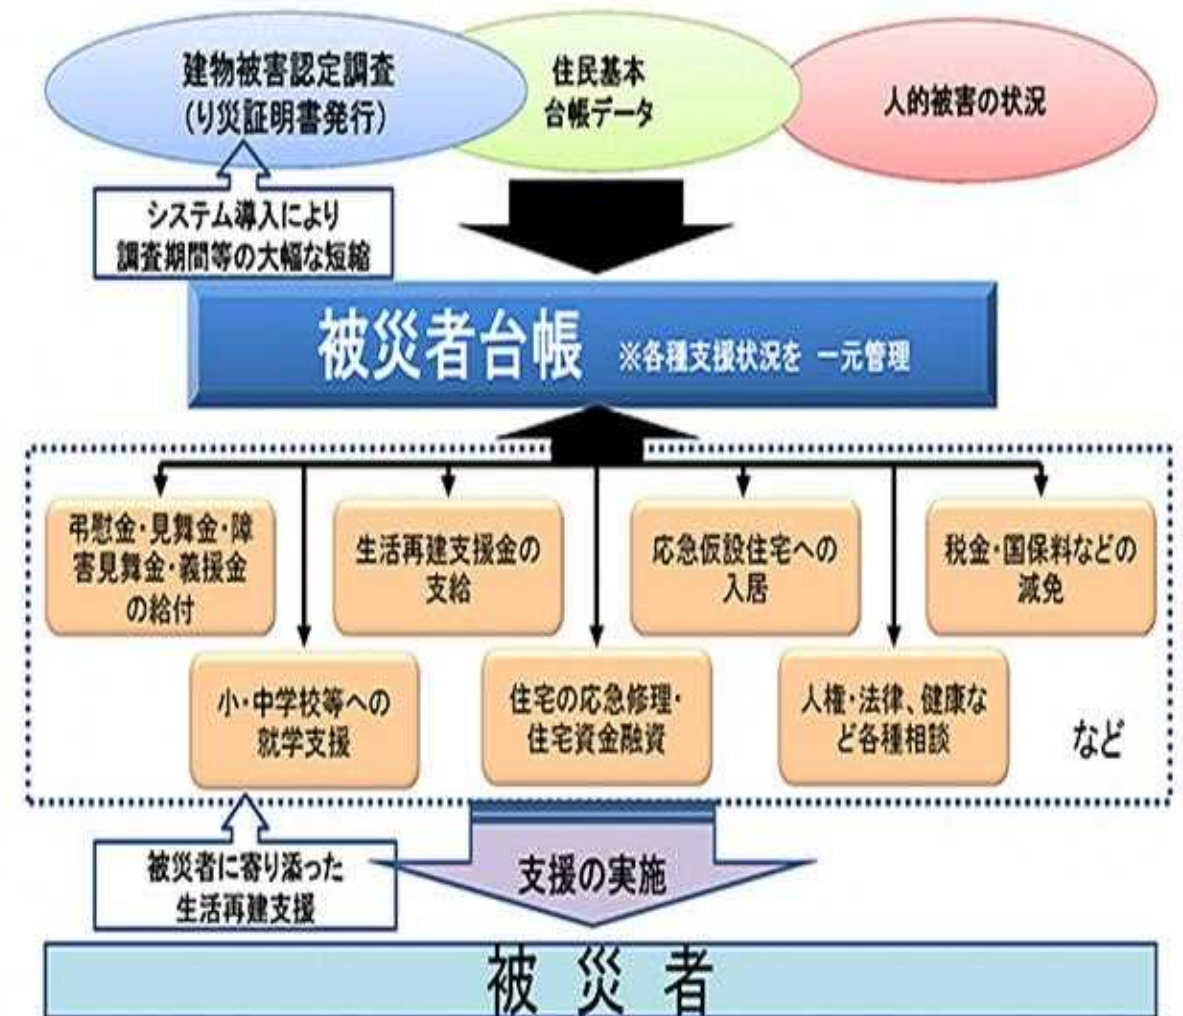 建物被害認定調査
(り災証明書発行)
住民基本
台帳データ
人的被害の状況
システム導入により
調査期間等の大幅な短縮
被災者台帳 ※各種支援状況を 一元管理
弔慰金・見舞金・障
害見舞金・義援金
の給付
生活再建支援金の
支給
応急仮設住宅への
入居
税金・国保料などの
減免
小・中学校等への
就学支援
住宅の応急修理・
住宅資金融資
人権・法律、健康な
ど各種相談
など
被災者に寄り添った
生活再建支援
支援の実施
被災者